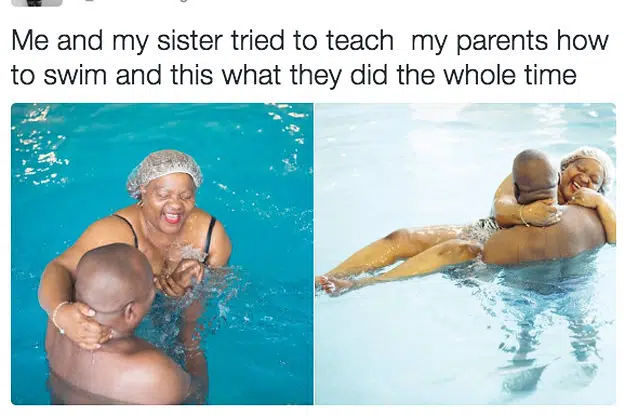 Me and my sister tried to teach  my parents how
to swim and this what they did the whole time